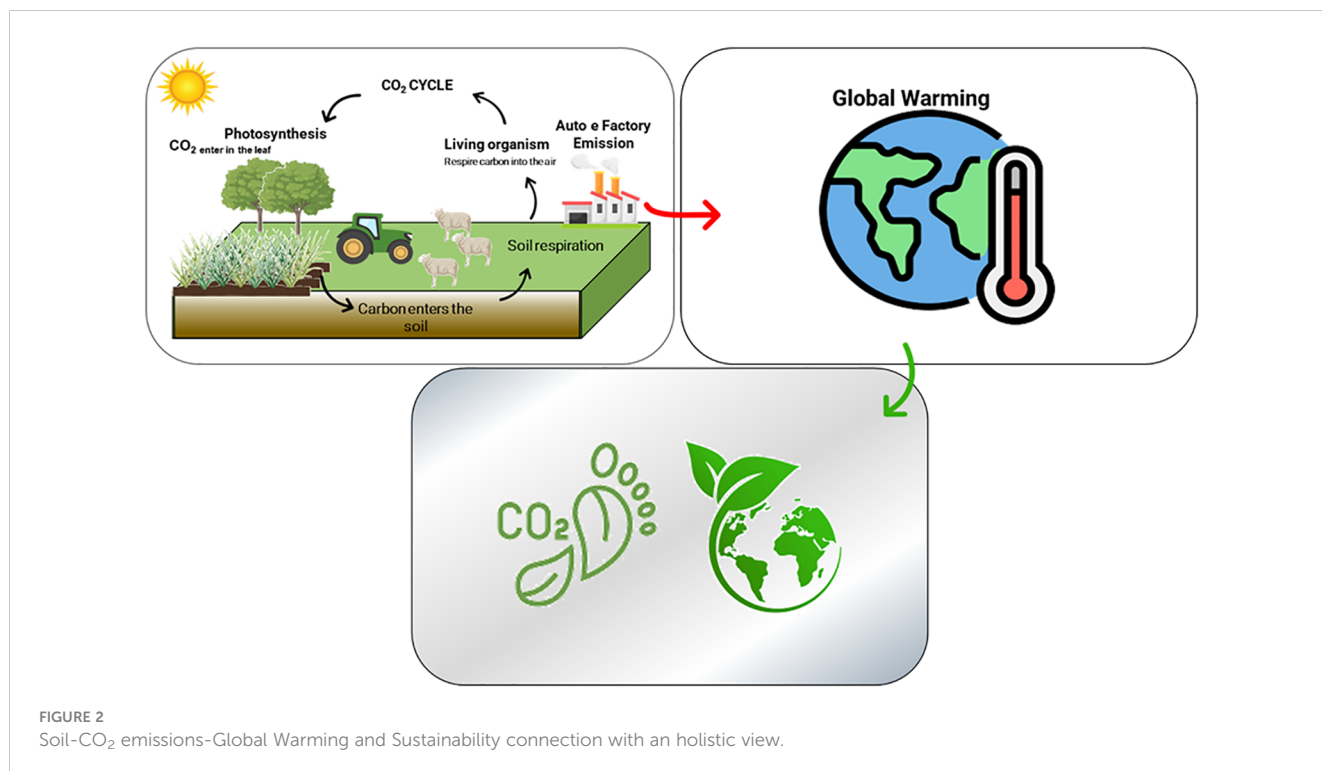 CO₂ CYCLE
Photosynthesis
CO₂ enter in the leaf
Living organism
Respire carbon into the air
Auto e Factory
Emission
Soil respiration
Carbon enters the
soil
Global Warming
CO₂
FIGURE 2
Soil-CO₂ emissions-Global Warming and Sustainability connection with an holistic view.